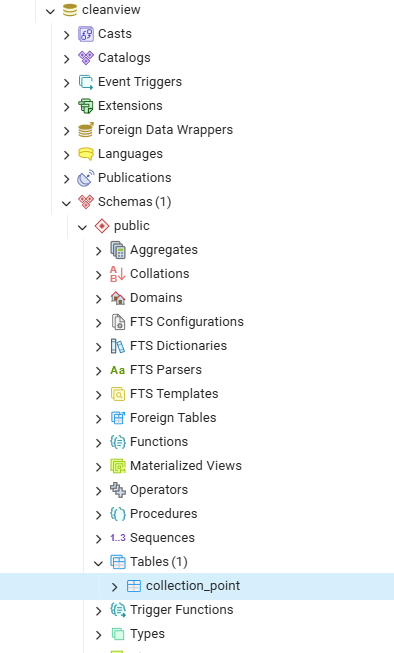 cleanview
Casts
Catalogs
Event Triggers
Extensions
Foreign Data Wrappers
Languages
Publications
Schemas (1)
public
Aggregates
Collations
Domains
FTS Configurations
FTS Dictionaries
Aa FTS Parsers
FTS Templates
Foreign Tables
Functions
Materialized Views
Operators
Procedures
1..3 Sequences
Tables (1)
collection_point
Trigger Functions
Types